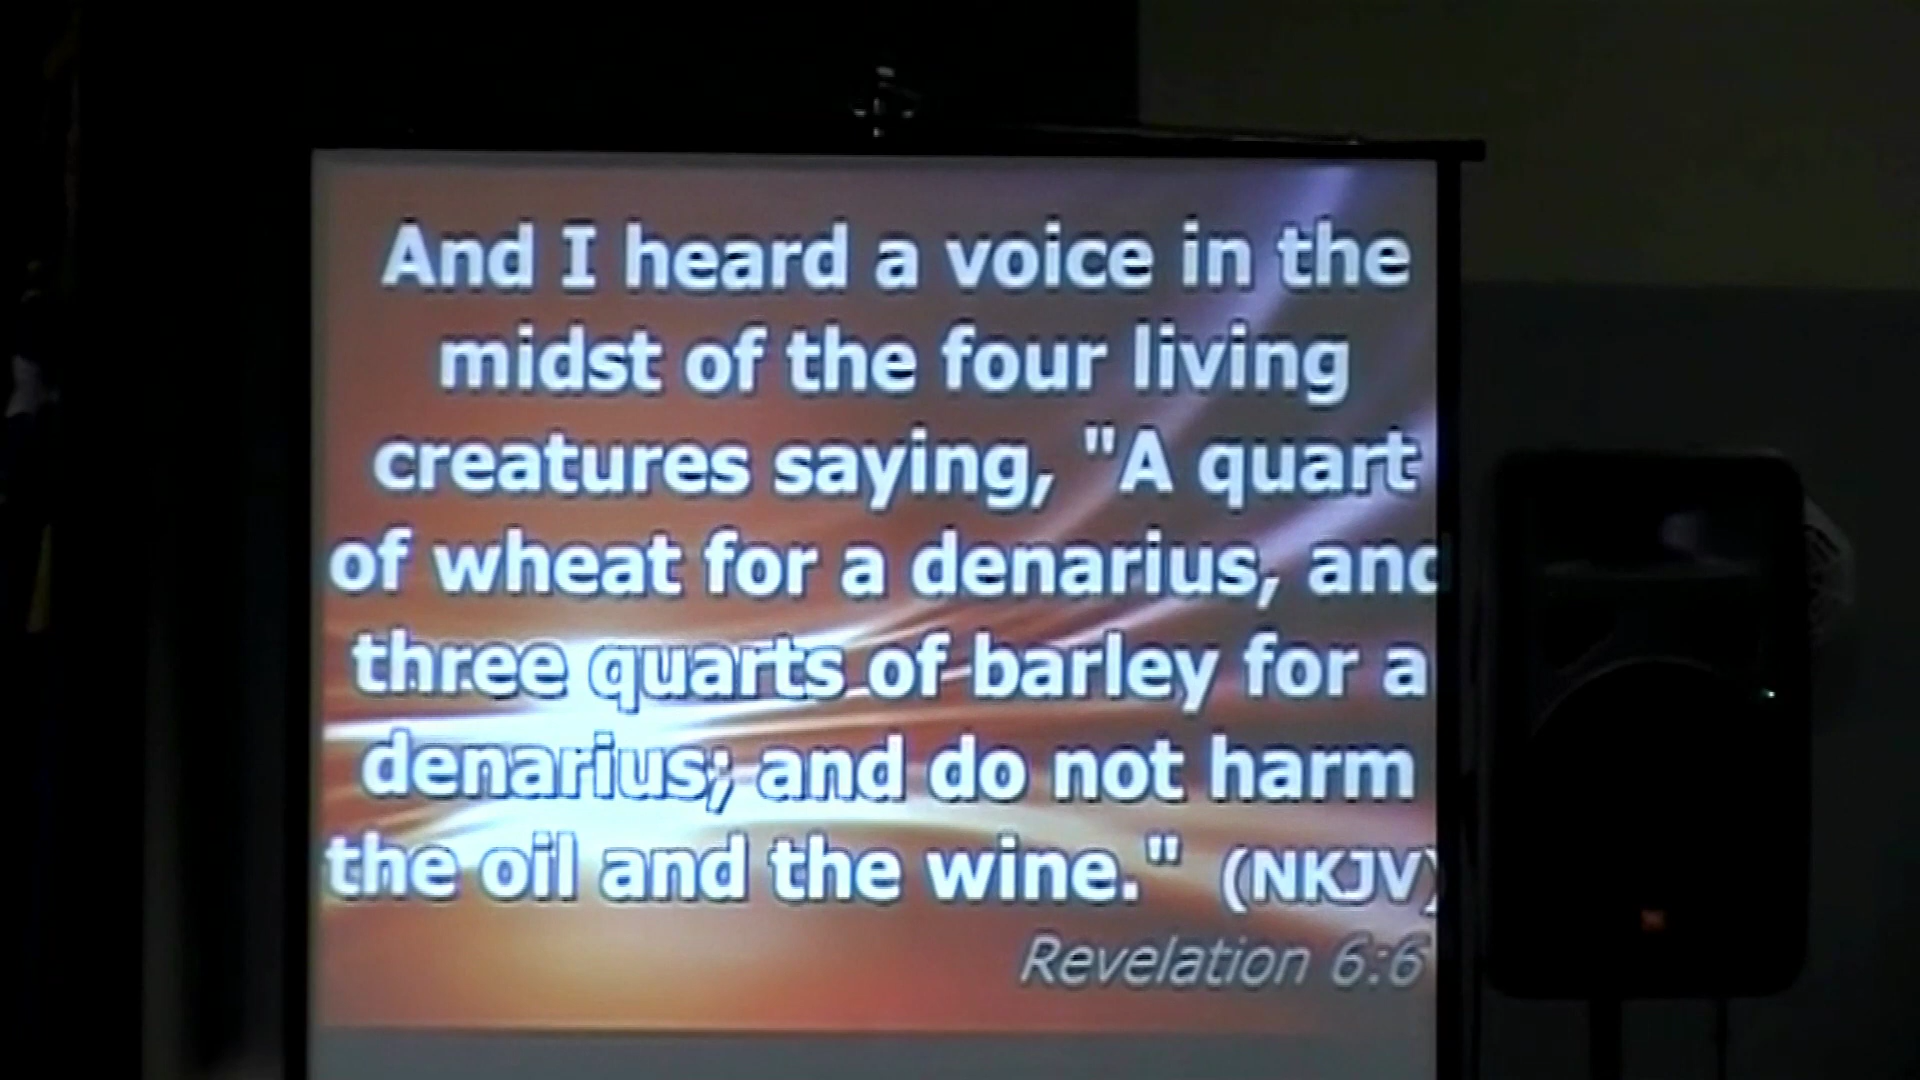 And I heard a voice in the
midst of the four living
creatures saying, "A quart
of wheat for a denarius, and
three quarts of barley for a
denarius; and do not harm
the oil and the wine." (NKJV)
Revelation 6:6